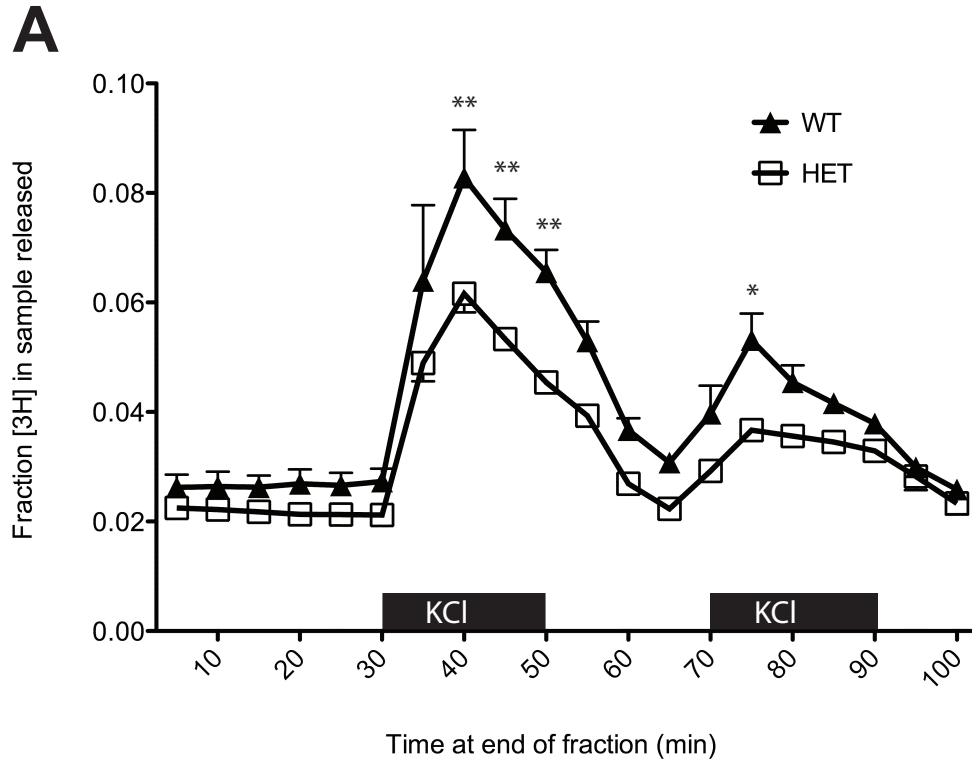 A
0.10
0.08
0.06
0.04
0.02
0.00
Fraction [3H] in sample released
**
**
**
*
WT
HET
KCl
KCl
10
20
30
40
50
60
70
80
90
100
Time at end of fraction (min)